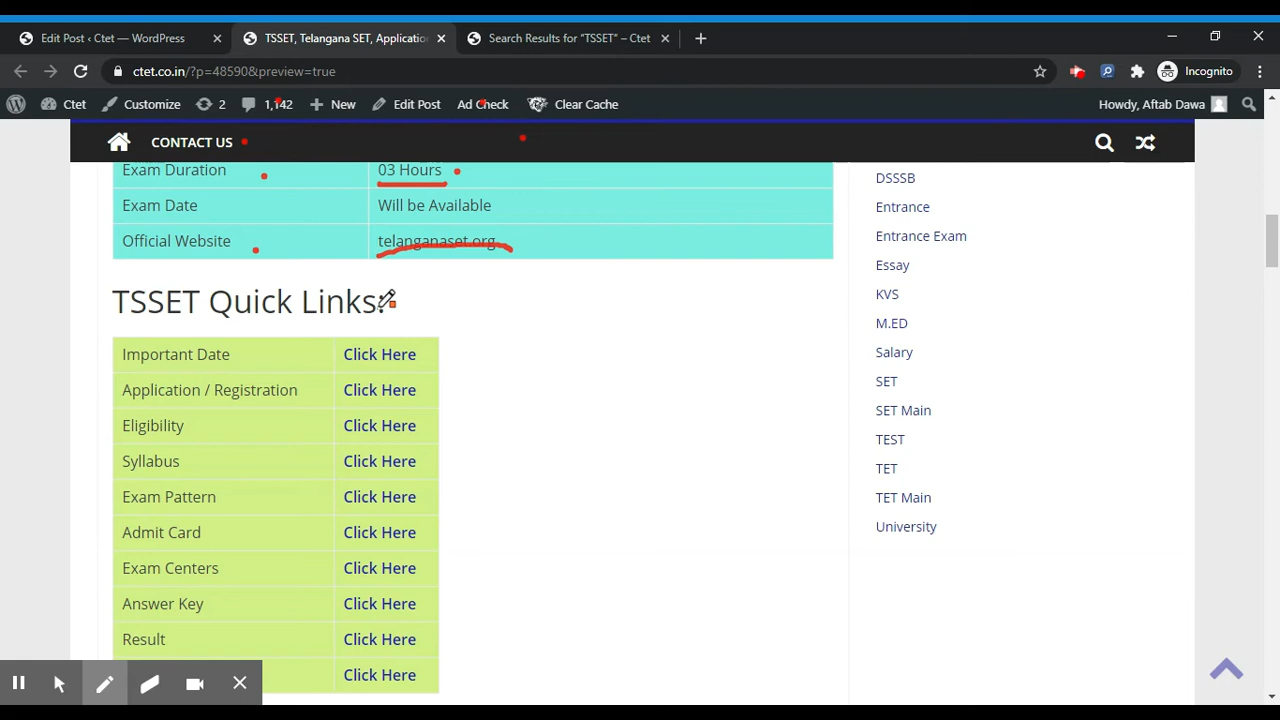 Edit Post ‹ Ctet — WordPress
TSSET, Telangana SET, Applicatio
Search Results for “TSSET” – Ctet
ctet.co.in/?p=48590&preview=true
Incognito
Ctet
Customize
2
1,142
New
Edit Post
Ad Check
Clear Cache
Howdy, Aftab Dawa
CONTACT US
Exam Duration 03 Hours
Exam Date Will be Available
Official Website telanganaset.org
TSSET Quick Links:
Important Date Click Here
Application / Registration Click Here
Eligibility Click Here
Syllabus Click Here
Exam Pattern Click Here
Admit Card Click Here
Exam Centers Click Here
Answer Key Click Here
Result Click Here
Click Here
DSSSB
Entrance
Entrance Exam
Essay
KVS
M.ED
Salary
SET
SET Main
TEST
TET
TET Main
University